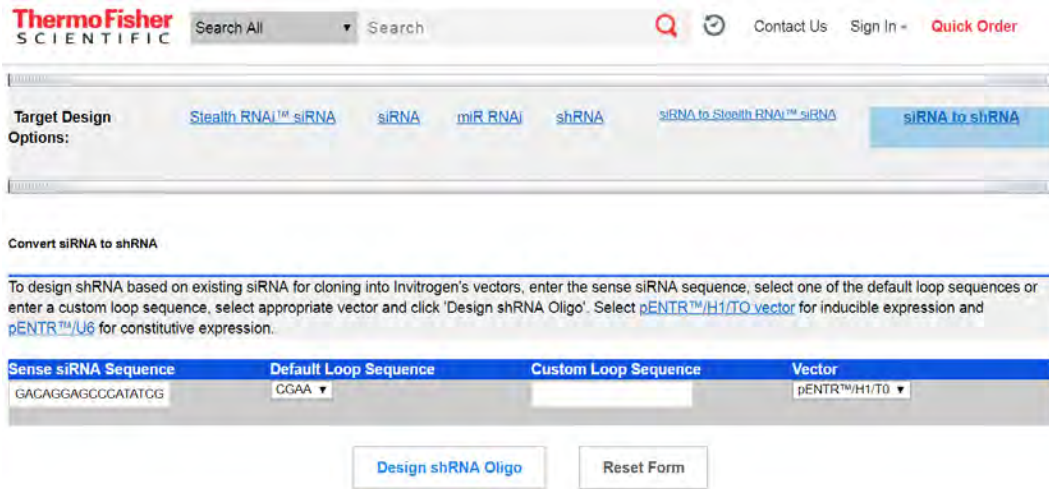 ThermoFisher
SCIENTIFIC
Search All ▼ Search Contact Us Sign In Quick Order
Target Design Options:
Stealth RNAi™ siRNA siRNA miR RNAi shRNA siRNA to Stealth RNAi™ siRNA siRNA to shRNA
Convert siRNA to shRNA
To design shRNA based on existing siRNA for cloning into Invitrogen's vectors, enter the sense siRNA sequence, select one of the default loop sequences or
enter a custom loop sequence, select appropriate vector and click 'Design shRNA Oligo'. Select pENTR™/H1/TO vector for inducible expression and
pENTR™/U6 for constitutive expression.
Sense siRNA Sequence Default Loop Sequence Custom Loop Sequence Vector
GACAGGAGCCCATATCG CGAA ▼ pENTR™/H1/T0 ▼
Design shRNA Oligo Reset Form